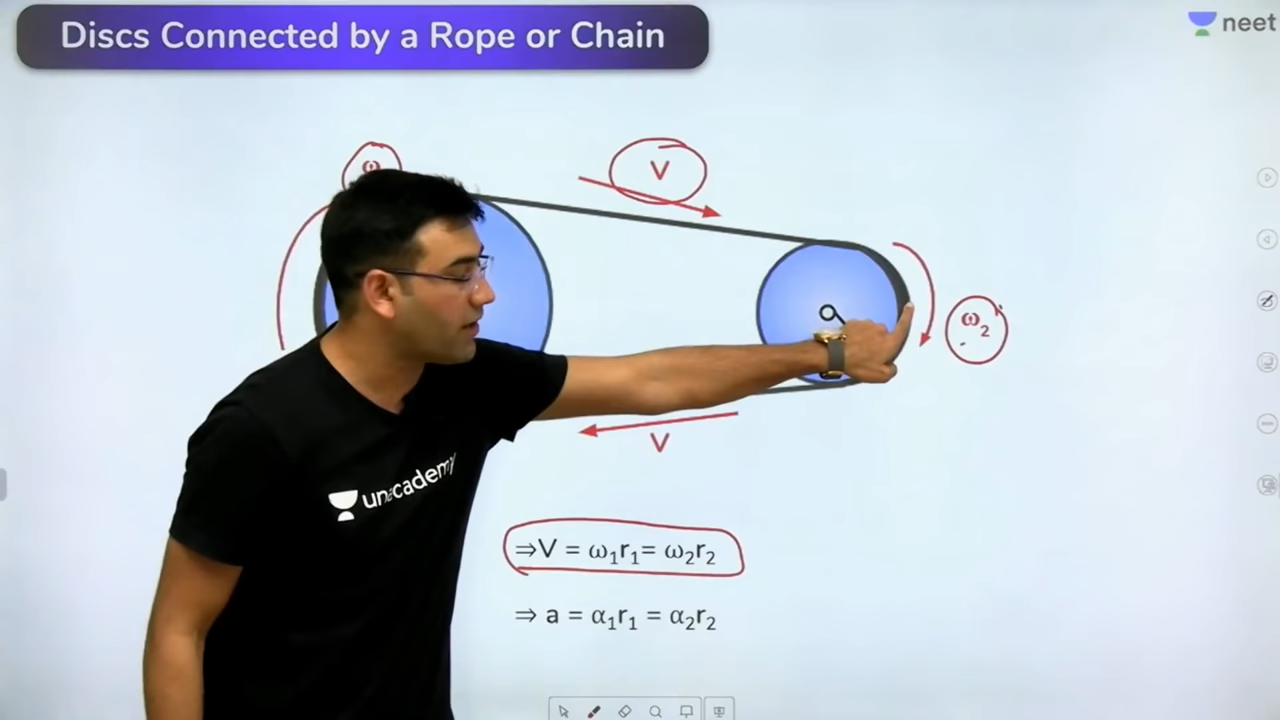 Discs Connected by a Rope or Chain
neet
ω
V
ω₂
V
unacademy
⇒V = ω₁r₁= ω₂r₂
⇒ a = α₁r₁ = α₂r₂